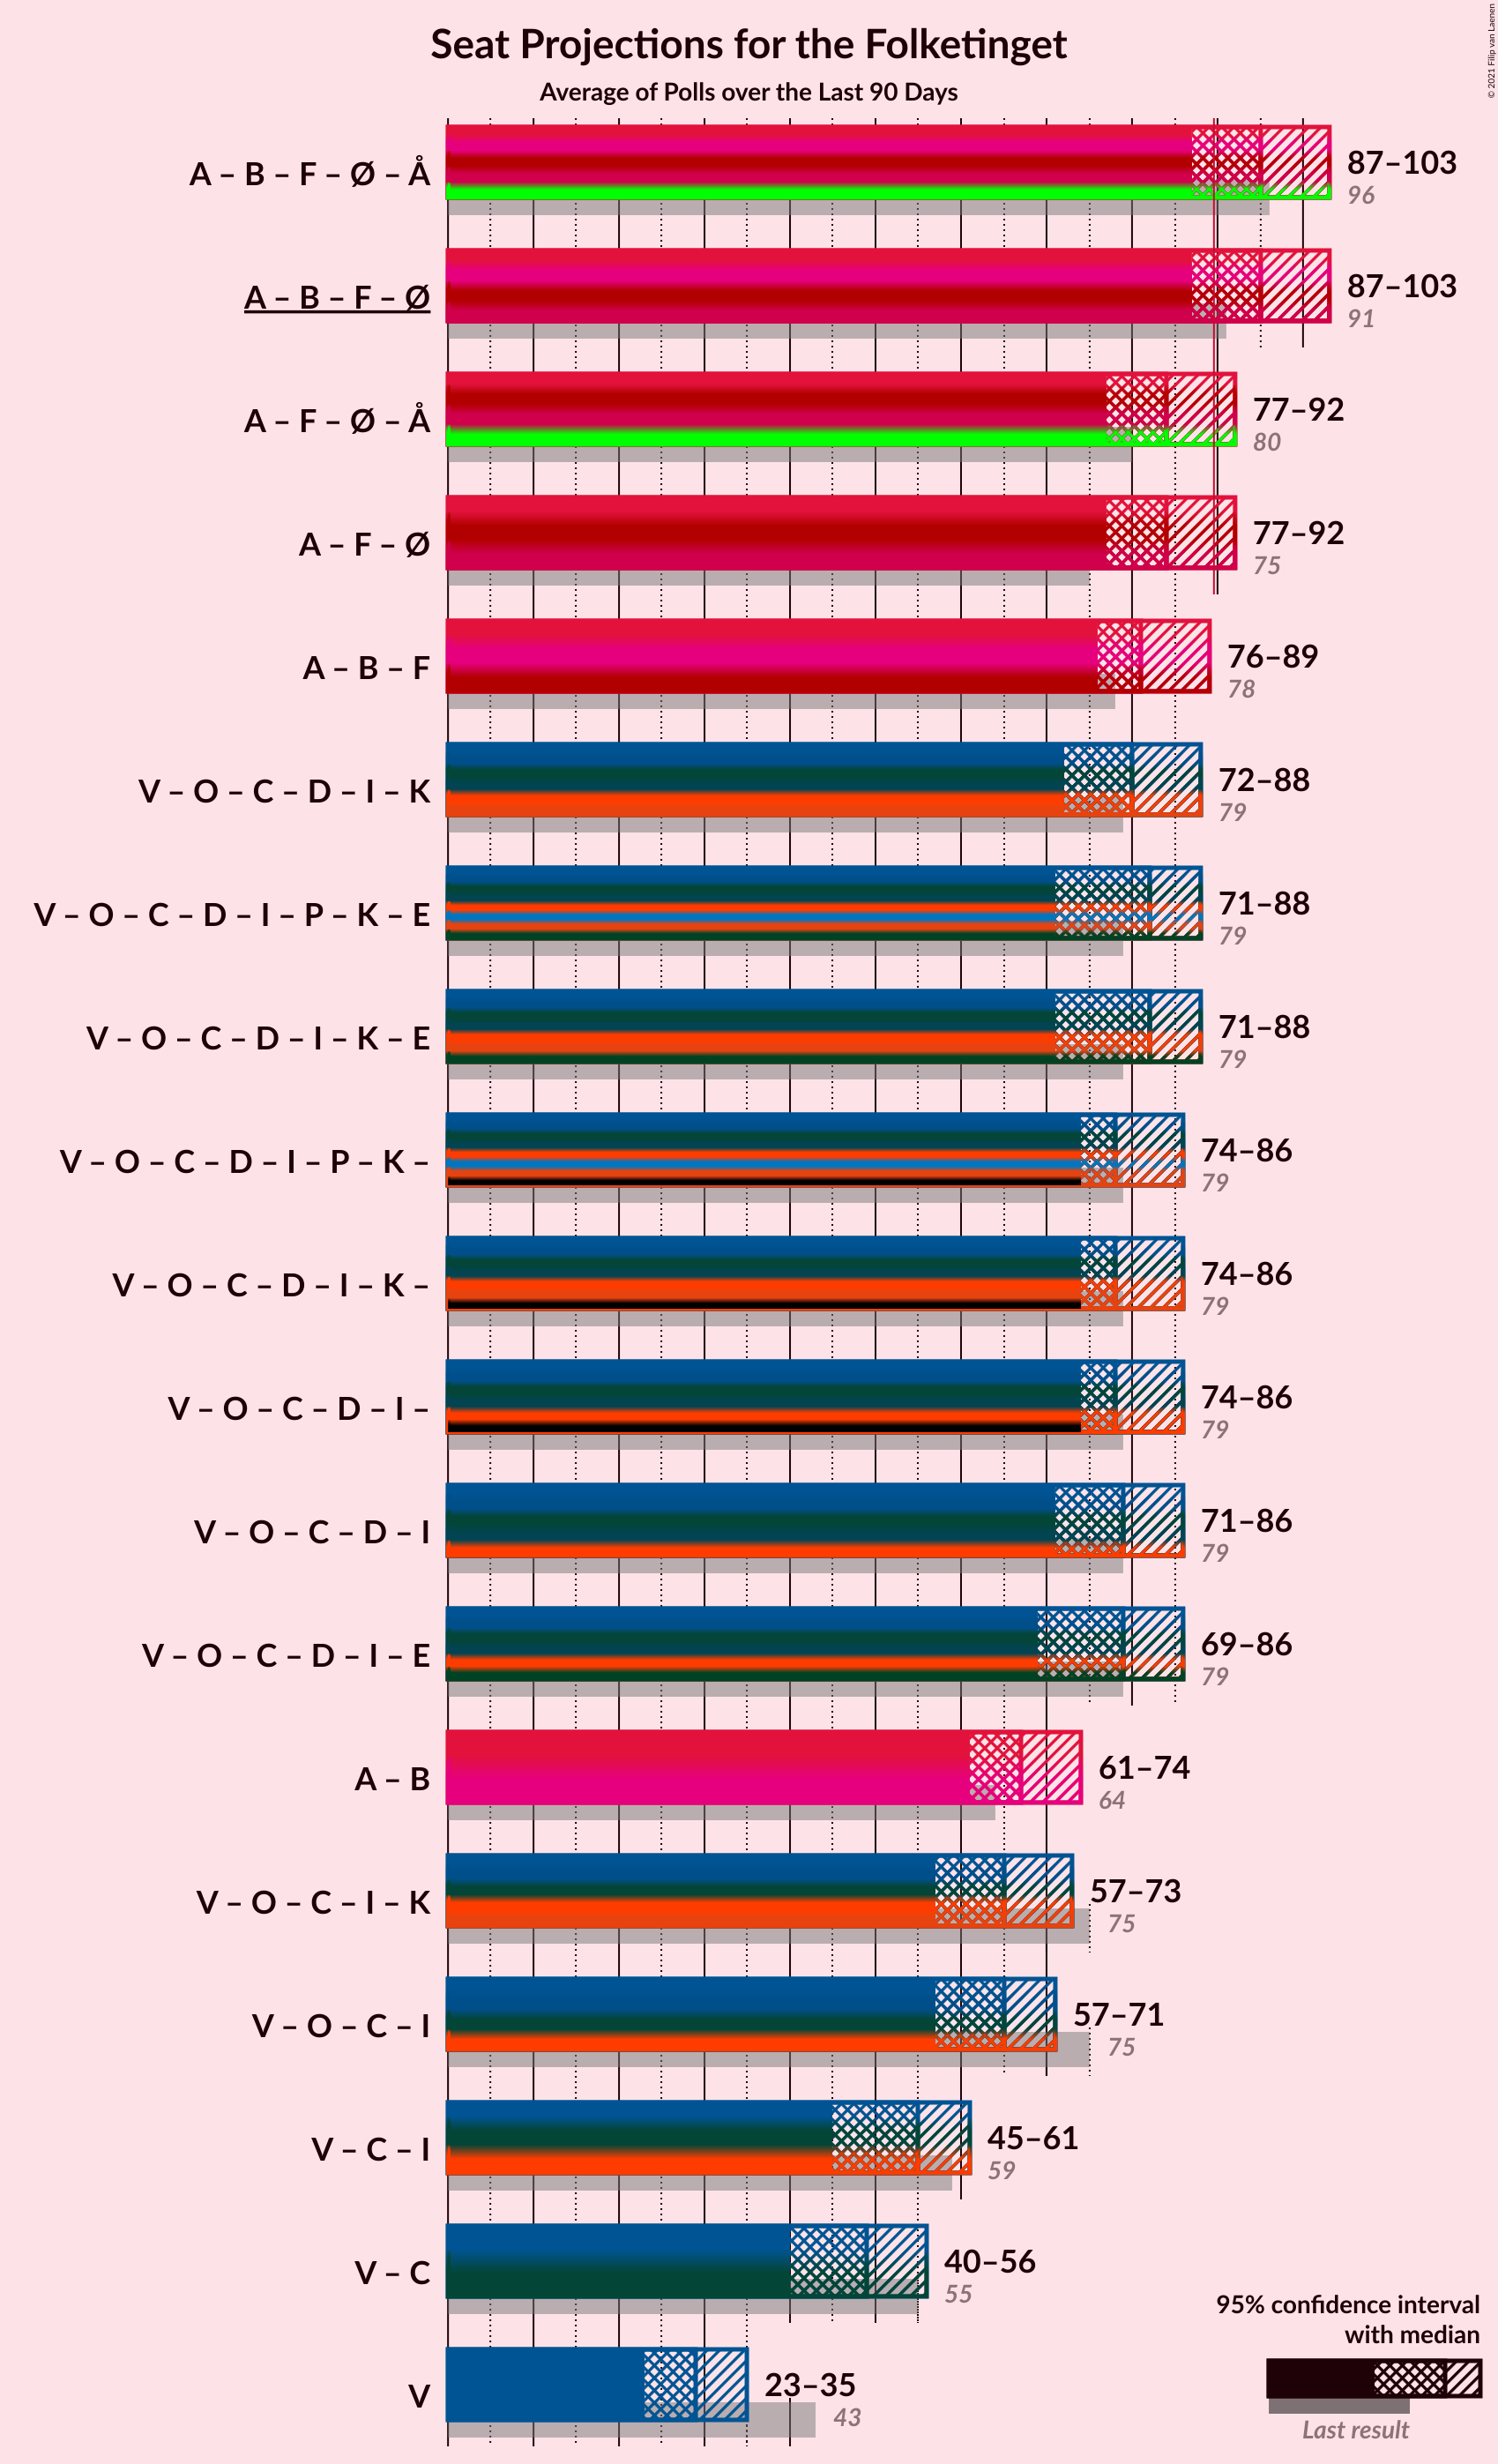 Seat Projections for the Folketinget
Average of Polls over the Last 90 Days
© 2021 Filip van Laenen
A – B – F – Ø – Å
87–103
96
A – B – F – Ø
87–103
91
A – F – Ø – Å
77–92
80
A – F – Ø
77–92
75
A – B – F
76–89
78
V – O – C – D – I – K
72–88
79
V – O – C – D – I – P – K – E
71–88
79
V – O – C – D – I – K – E
71–88
79
V – O – C – D – I – P – K –
74–86
79
V – O – C – D – I – K –
74–86
79
V – O – C – D – I –
74–86
79
V – O – C – D – I
71–86
79
V – O – C – D – I – E
69–86
79
A – B
61–74
64
V – O – C – I – K
57–73
75
V – O – C – I
57–71
75
V – C – I
45–61
59
V – C
40–56
55
V
23–35
43
95% confidence interval
with median
Last result